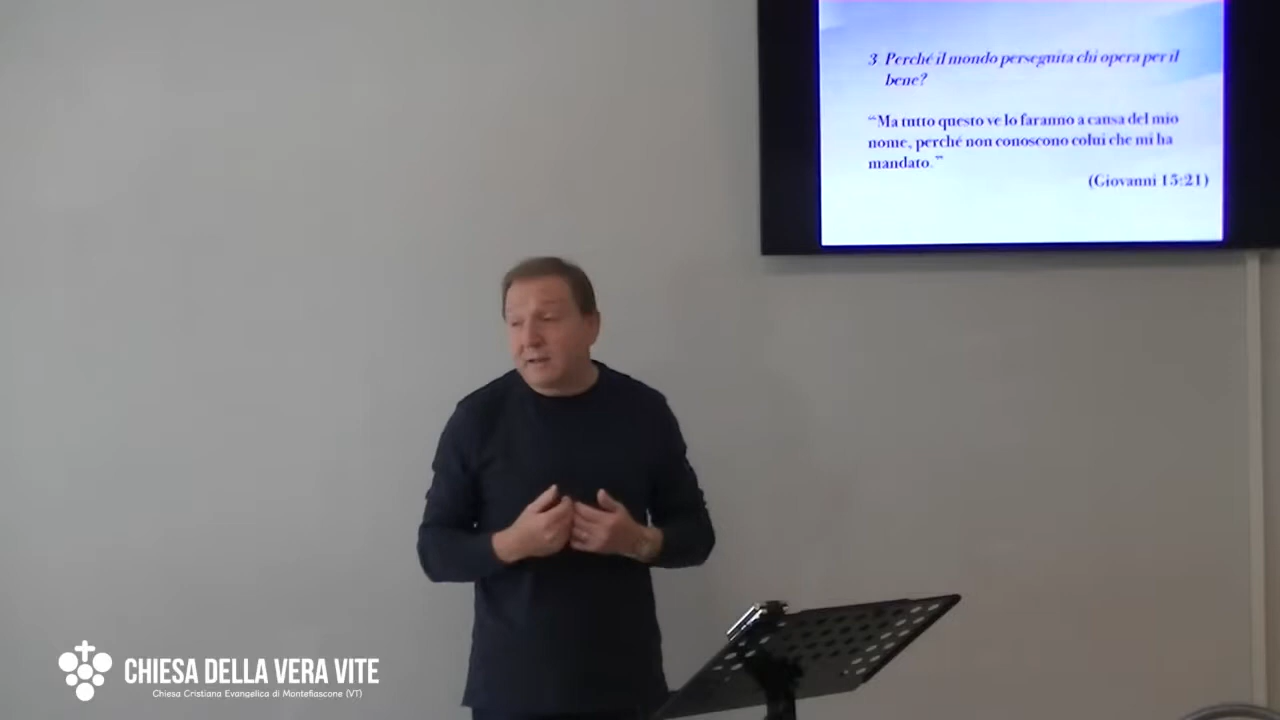 3 Perché il mondo perseguita chi opera per il
bene?
“Ma tutto questo ve lo faranno a causa del mio
nome, perché non conoscono colui che mi ha
mandato.”
(Giovanni 15:21)
CHIESA DELLA VERA VITE
Chiesa Cristiana Evangelica di Montefiascone (VT)